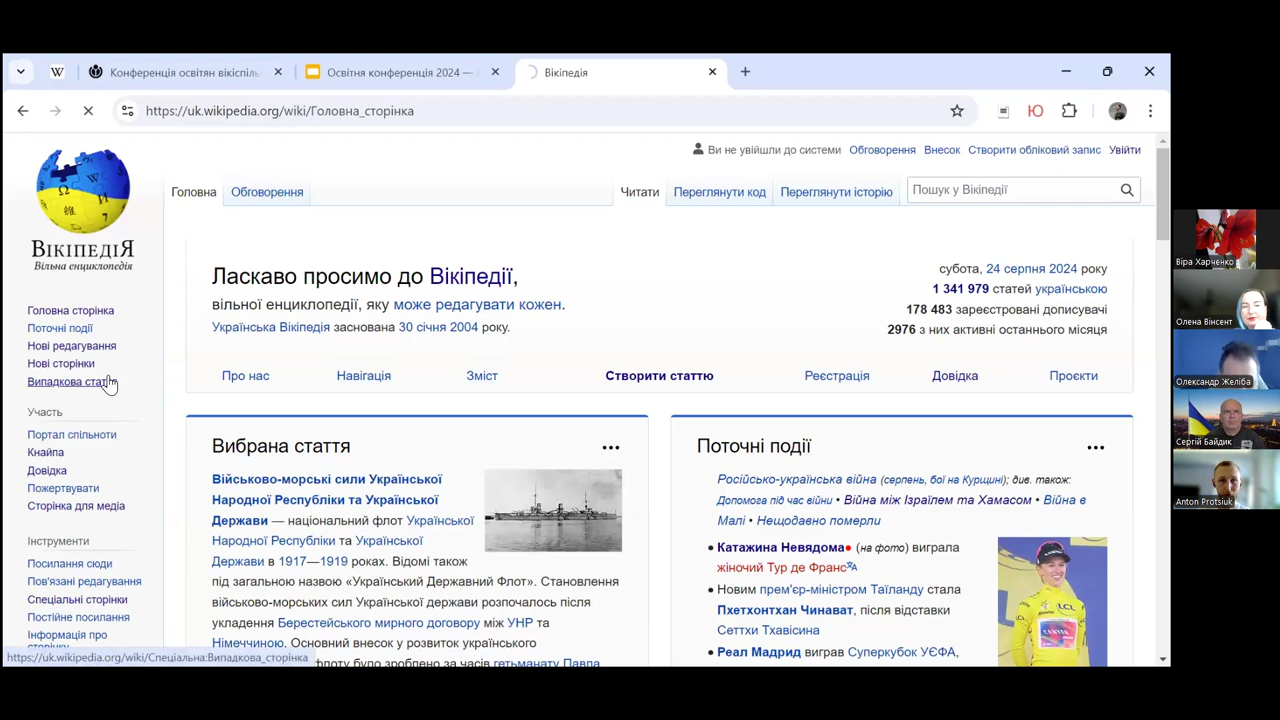 Конференція освітян вікіспіль
Освітня конференція 2024 —
Вікіпедія
https://uk.wikipedia.org/wiki/Головна_сторінка
Ви не увійшли до системи Обговорення Внесок Створити обліковий запис Увійти
Головна Обговорення Читати Переглянути код Переглянути історію Пошук у Вікіпедії
ВікіпедіЯ
Вільна енциклопедія
Головна сторінка
Поточні події
Нові редагування
Нові сторінки
Випадкова стаття
Участь
Портал спільноти
Кнайпа
Довідка
Пожертвувати
Сторінка для медіа
Інструменти
Посилання сюди
Пов'язані редагування
Спеціальні сторінки
Постійне посилання
Інформація про
сторінку
https://uk.wikipedia.org/wiki/Спеціальна:Випадкова_сторінка
Ласкаво просимо до Вікіпедії,
вільної енциклопедії, яку може редагувати кожен.
Українська Вікіпедія заснована 30 січня 2004 року.
субота, 24 серпня 2024 року
1 341 979 статей українською
178 483 зареєстровані дописувачі
2976 з них активні останнього місяця
Про нас Навігація Зміст Створити статтю Реєстрація Довідка Проєкти
Вибрана стаття
Військово-морські сили Української
Народної Республіки та Української
Держави — національний флот Української
Народної Республіки та Української
Держави в 1917—1919 роках. Відомі також
під загальною назвою «Український Державний Флот». Становлення
військово-морських сил Української держави розпочалось після
укладення Берестейського мирного договору між УНР та
Німеччиною. Основний внесок у розвиток українського
флоту було зроблено за часів гетьманату Павла
Поточні події
Російсько-українська війна (серпень, бої на Курщині); див. також:
Допомога під час війни • Війна між Ізраїлем та Хамасом • Війна в
Малі • Нещодавно померли
Катажина Невядома (на фото) виграла
жіночий Тур де Франс
Новим прем'єр-міністром Таїланду стала
Пхетхонтхан Чинават, після відставки
Сеттхи Тхавісина
Реал Мадрид виграв Суперкубок УЄФА,
Віра Харченко
Олена Вінсент
Олександр Желіба
Сергій Байдик
Anton Protsiuk